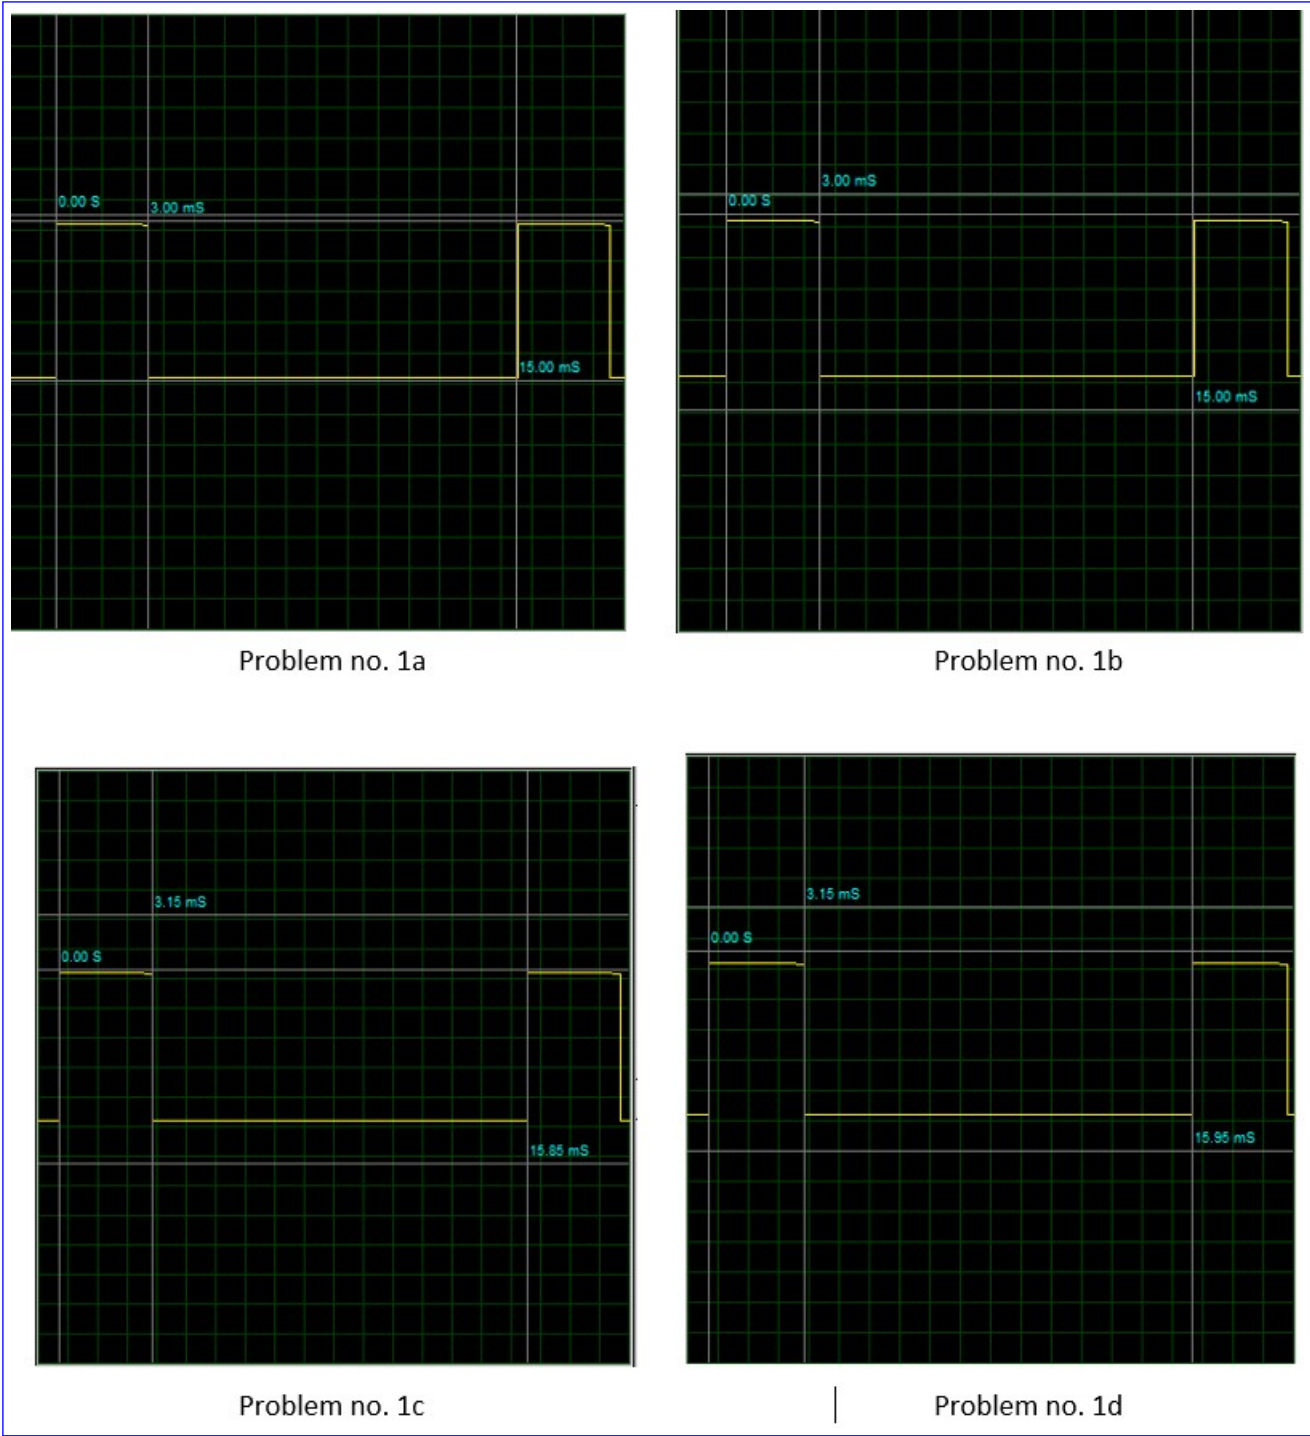 0.00 S
3.00 mS
15.00 mS
Problem no. 1a
3.00 mS
0.00 S
15.00 mS
Problem no. 1b
3.15 mS
0.00 S
15.85 mS
Problem no. 1c
3.15 mS
0.00 S
15.95 mS
Problem no. 1d